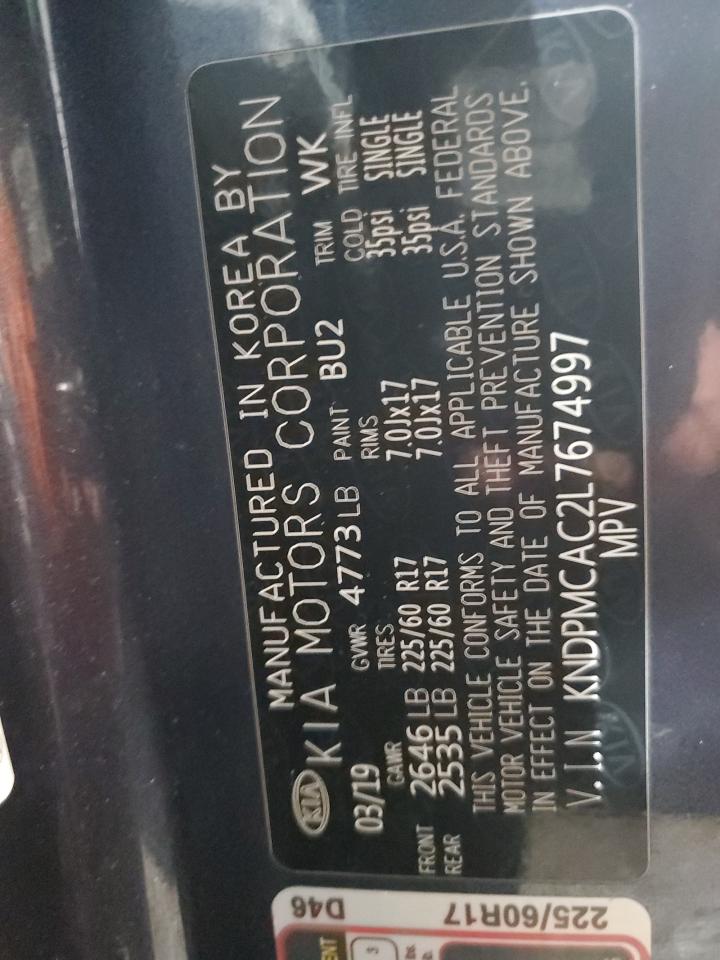 MANUFACTURED IN KOREA BY
KIA KIA MOTORS CORPORATION
03/19 GVWR 4773 LB PAINT BU2 TRIM WK
GAWR TIRES RIMS COLD TIRE INFL
FRONT 2646 LB 225/60 R17 7.0Jx17 35psi SINGLE
REAR 2535 LB 225/60 R17 7.0Jx17 35psi SINGLE
THIS VEHICLE CONFORMS TO ALL APPLICABLE U.S.A. FEDERAL
MOTOR VEHICLE SAFETY AND THEFT PREVENTION STANDARDS
IN EFFECT ON THE DATE OF MANUFACTURE SHOWN ABOVE.
V.I.N KNDPMCAC2L7674997
MPV
225/60R17 D46